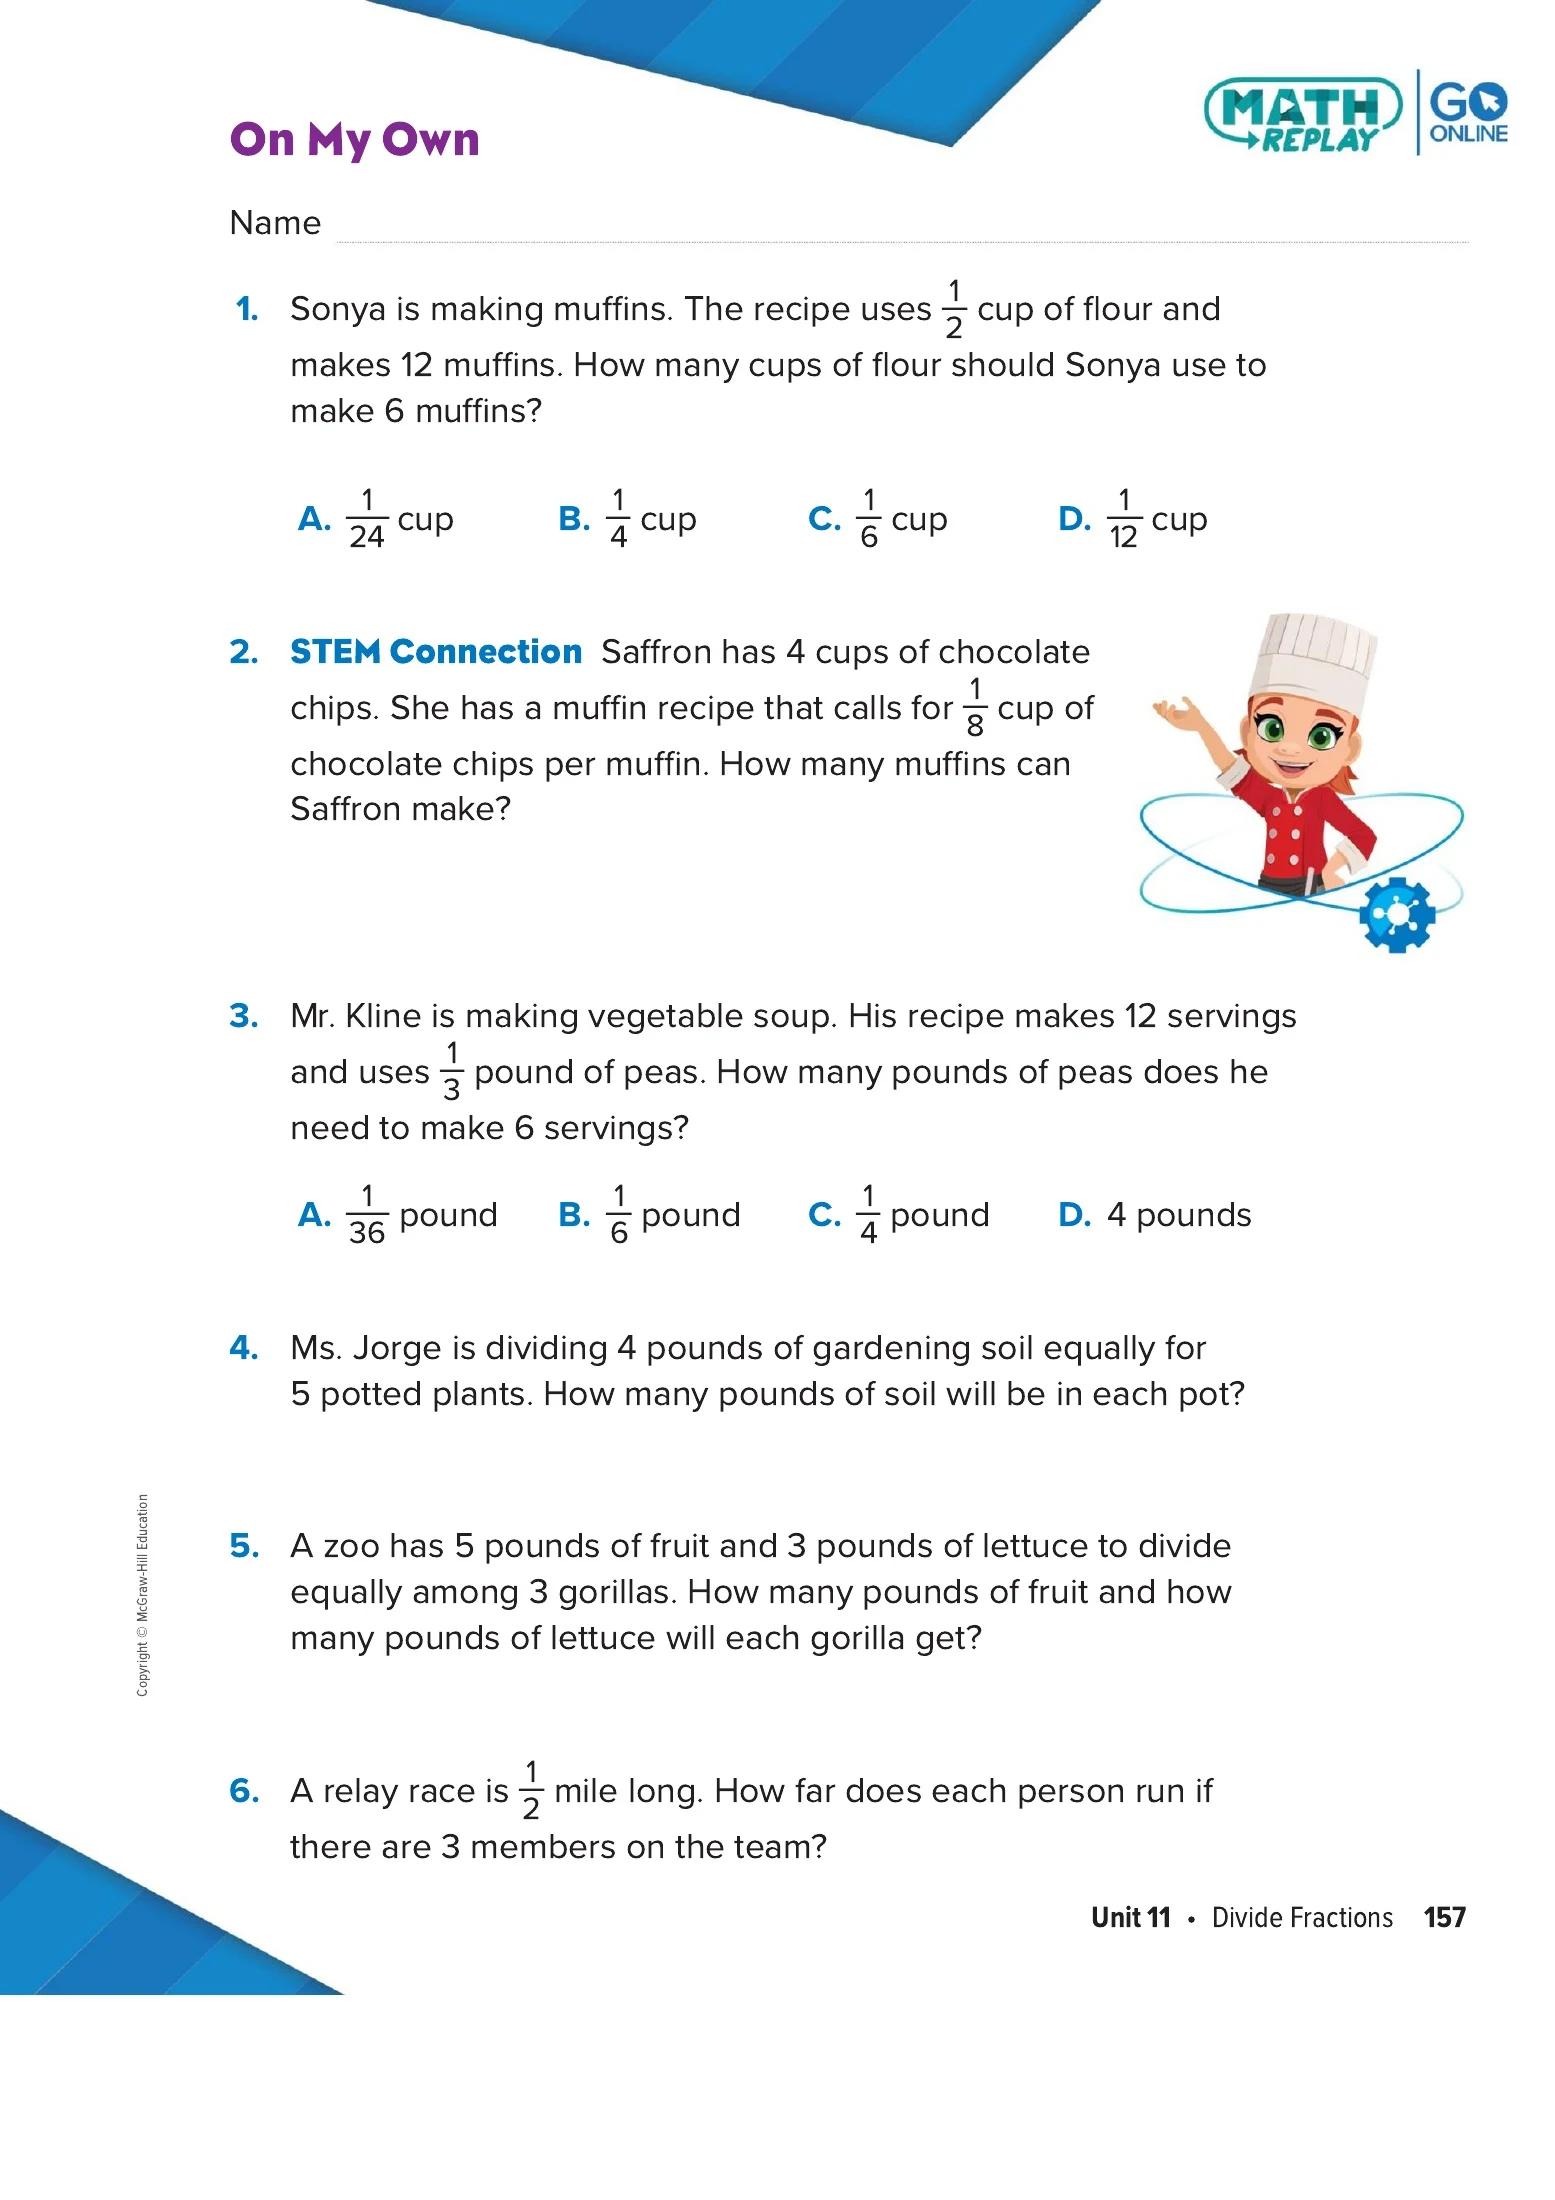 MATH
REPLAY
GO
ONLINE
On My Own
Name
1. Sonya is making muffins. The recipe uses 1/2 cup of flour and
makes 12 muffins. How many cups of flour should Sonya use to
make 6 muffins?
A. 1/24 cup B. 1/4 cup C. 1/6 cup D. 1/12 cup
2. STEM Connection Saffron has 4 cups of chocolate
chips. She has a muffin recipe that calls for 1/8 cup of
chocolate chips per muffin. How many muffins can
Saffron make?
3. Mr. Kline is making vegetable soup. His recipe makes 12 servings
and uses 1/3 pound of peas. How many pounds of peas does he
need to make 6 servings?
A. 1/36 pound B. 1/6 pound C. 1/4 pound D. 4 pounds
4. Ms. Jorge is dividing 4 pounds of gardening soil equally for
5 potted plants. How many pounds of soil will be in each pot?
5. A zoo has 5 pounds of fruit and 3 pounds of lettuce to divide
equally among 3 gorillas. How many pounds of fruit and how
many pounds of lettuce will each gorilla get?
6. A relay race is 1/2 mile long. How far does each person run if
there are 3 members on the team?
Copyright © McGraw-Hill Education
Unit 11 • Divide Fractions 157